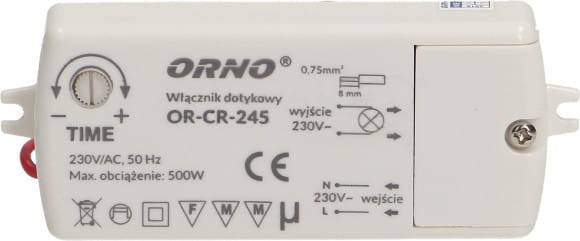 ORNO®
Włącznik dotykowy
OR-CR-245
- +
TIME
230V/AC, 50 Hz
Max. obciążenie: 500W
CE
F M M µ
0,75mm²
8 mm
wyjście
230V~
N
230V~ wejście
L